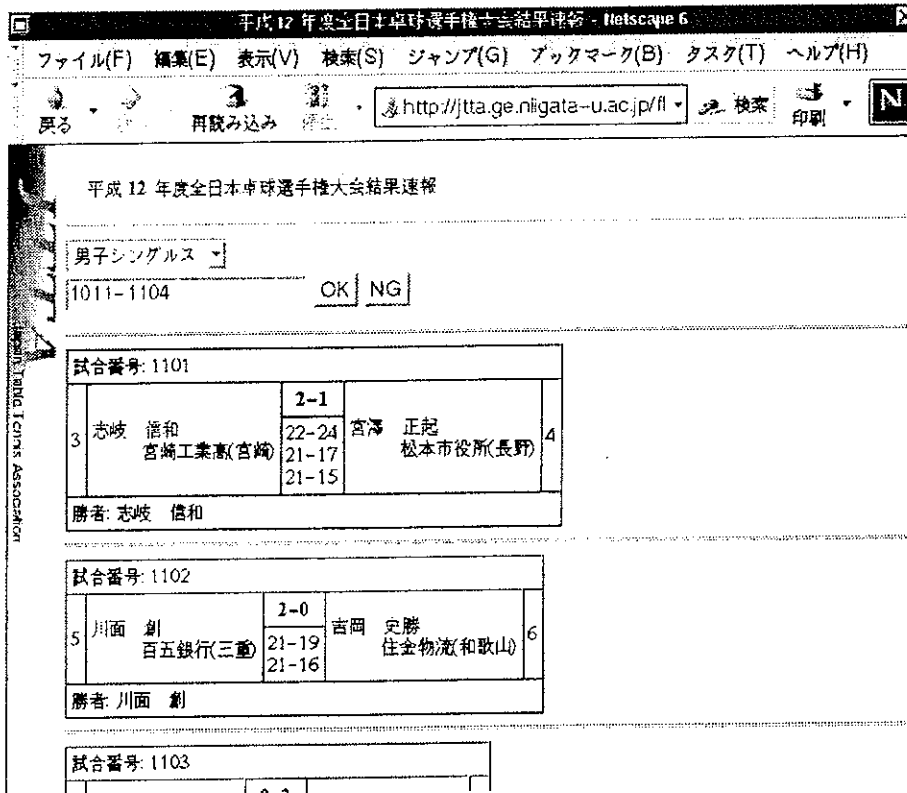 平成 12 年度全日本卓球選手権大会結果速報 - Netscape 6
ファイル(F) 編集(E) 表示(V) 検索(S) ジャンプ(G) ブックマーク(B) タスク(T) ヘルプ(H)
戻る 再読み込み 停止 http://jtta.ge.niigata-u.ac.jp/fl 検索 印刷 N
平成 12 年度全日本卓球選手権大会結果速報
男子シングルス
1011-1104 OK NG
Japan Table Tennis Association
試合番号: 1101
2-1
3 志岐 信和 22-24 宮澤 正起 4
宮崎工業高(宮崎) 21-17 松本市役所(長野)
21-15
勝者: 志岐 信和
試合番号: 1102
2-0
5 川面 創 吉岡 史勝 6
百五銀行(三重) 21-19 住金物流(和歌山)
21-16
勝者: 川面 創
試合番号: 1103